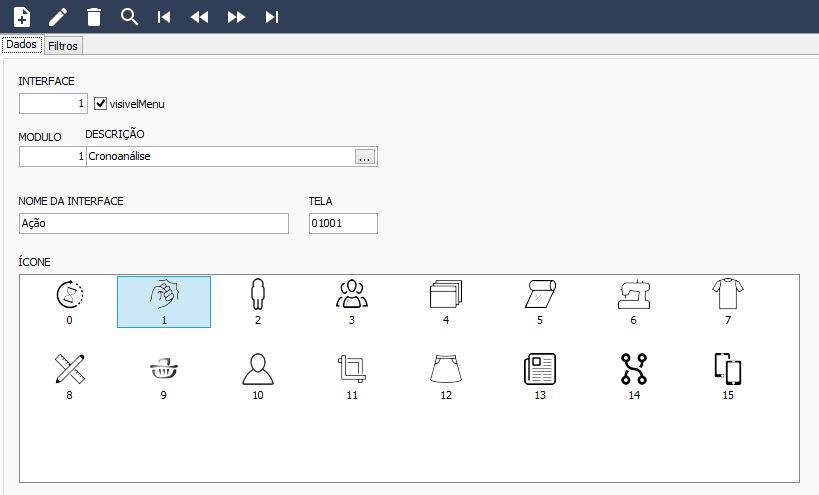 Dados Filtros
INTERFACE
1 visivelMenu
MODULO DESCRIÇÃO
1 Cronoanálise ...
NOME DA INTERFACE TELA
Ação 01001
ÍCONE
0 1 2 3 4 5 6 7
8 9 10 11 12 13 14 15